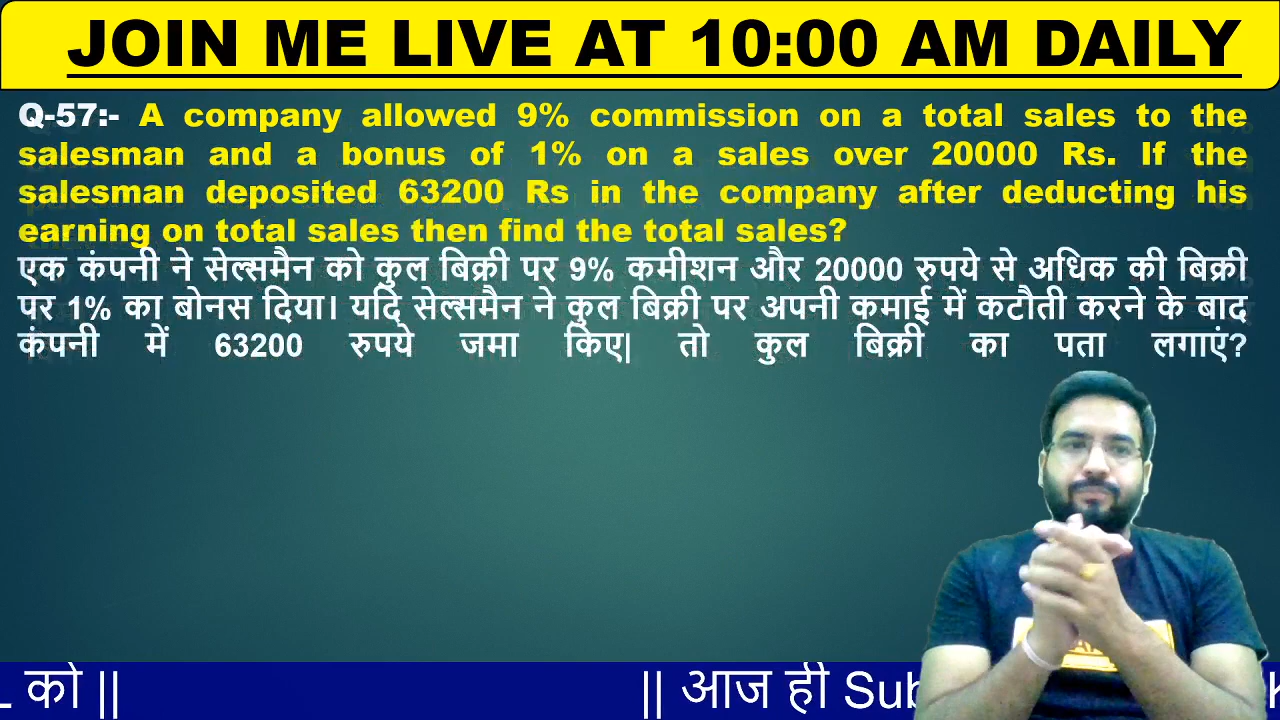 JOIN ME LIVE AT 10:00 AM DAILY
Q-57:- A company allowed 9% commission on a total sales to the
salesman and a bonus of 1% on a sales over 20000 Rs. If the
salesman deposited 63200 Rs in the company after deducting his
earning on total sales then find the total sales?
एक कंपनी ने सेल्समैन को कुल बिक्री पर 9% कमीशन और 20000 रुपये से अधिक की बिक्री
पर 1% का बोनस दिया। यदि सेल्समैन ने कुल बिक्री पर अपनी कमाई में कटौती करने के बाद
कंपनी में 63200 रुपये जमा किए| तो कुल बिक्री का पता लगाएं?
को || || आज ही